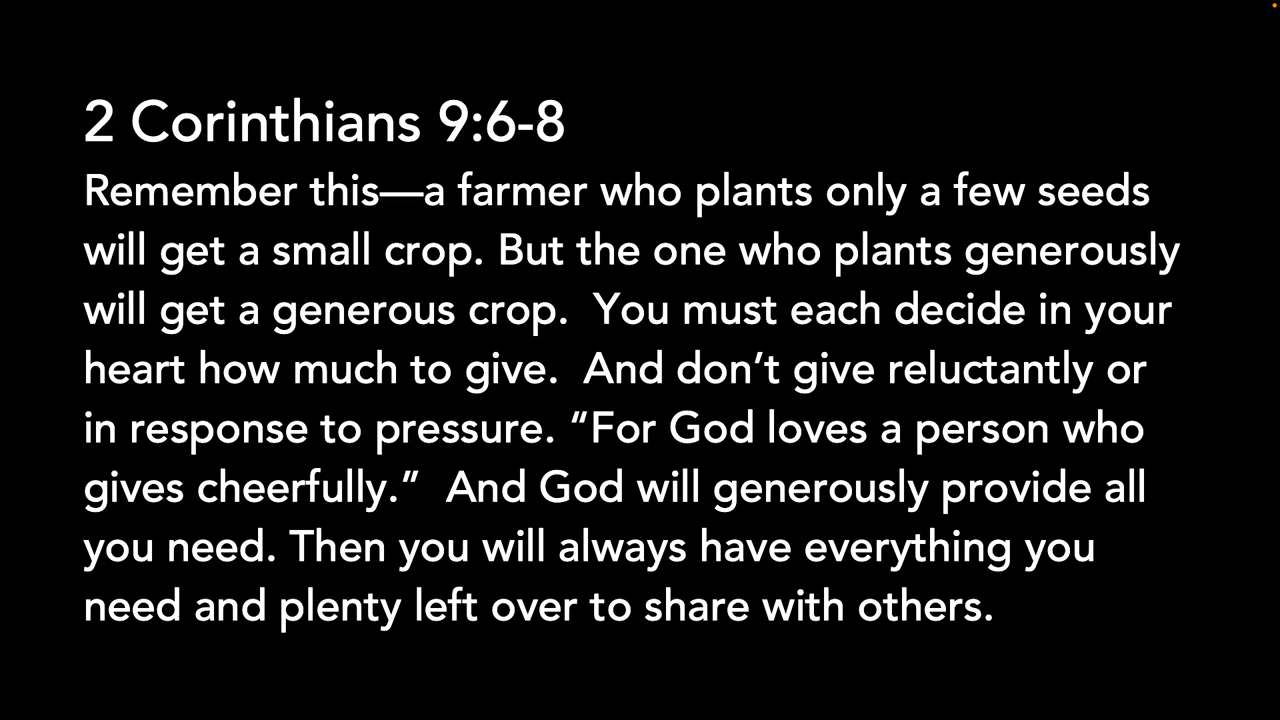 2 Corinthians 9:6-8
Remember this—a farmer who plants only a few seeds
will get a small crop. But the one who plants generously
will get a generous crop.  You must each decide in your
heart how much to give.  And don’t give reluctantly or
in response to pressure. “For God loves a person who
gives cheerfully.”  And God will generously provide all
you need. Then you will always have everything you
need and plenty left over to share with others.